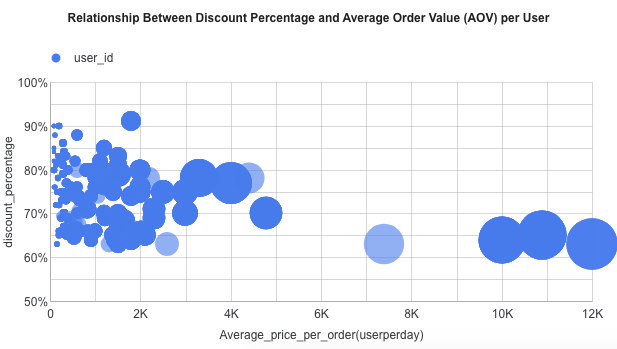 Relationship Between Discount Percentage and Average Order Value (AOV) per User
user_id
100%
90%
80%
70%
60%
50%
discount_percentage
0 2K 4K 6K 8K 10K 12K
Average_price_per_order(userperday)